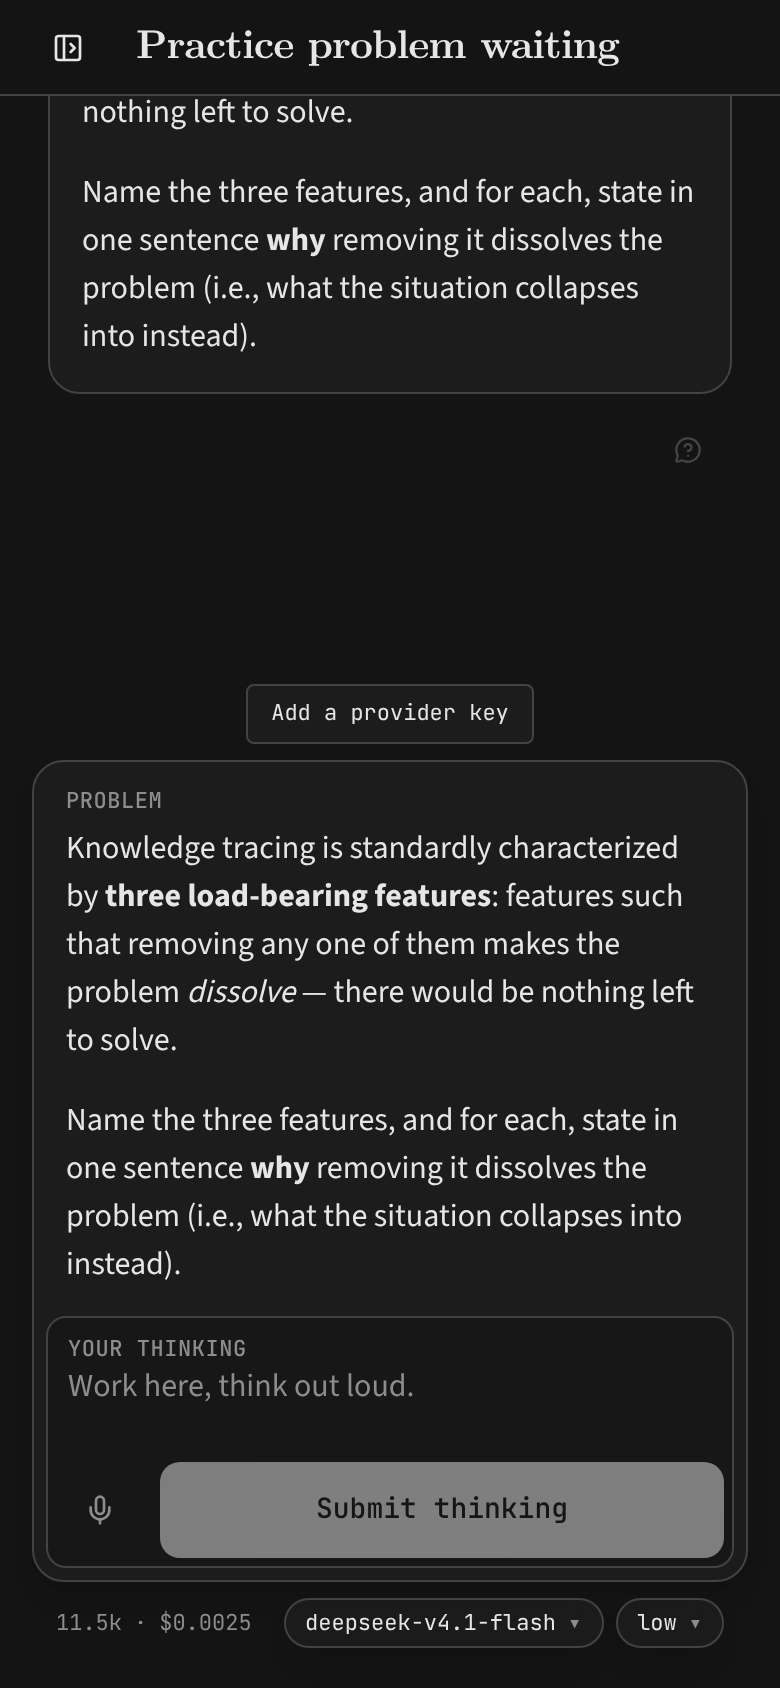 Practice problem waiting
nothing left to solve.
Name the three features, and for each, state in
one sentence why removing it dissolves the
problem (i.e., what the situation collapses
into instead).
Add a provider key
PROBLEM
Knowledge tracing is standardly characterized
by three load-bearing features: features such
that removing any one of them makes the
problem dissolve — there would be nothing left
to solve.
Name the three features, and for each, state in
one sentence why removing it dissolves the
problem (i.e., what the situation collapses into
instead).
YOUR THINKING
Work here, think out loud.
Submit thinking
11.5k · $0.0025 deepseek-v4.1-flash ▾ low ▾